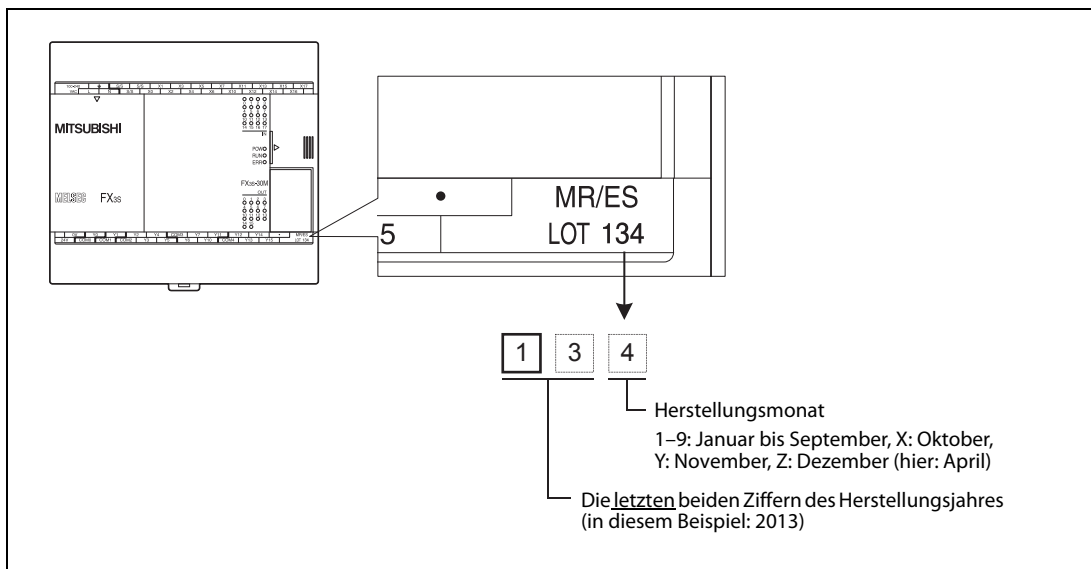 MITSUBISHI
POW
RUN
ERR
FX3S-30M
OUT
MELSEC FX3S
MR/ES
5 LOT 134
1 3 4
Herstellungsmonat
1–9: Januar bis September, X: Oktober,
Y: November, Z: Dezember (hier: April)
Die letzten beiden Ziffern des Herstellungsjahres
(in diesem Beispiel: 2013)